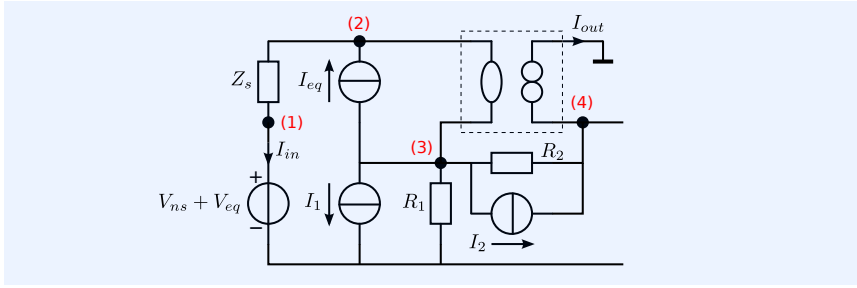 (2)
I_out
Z_s
I_eq
(4)
(1)
(3)
I_in
R_2
+
V_ns + V_eq
I_1
R_1
−
I_2